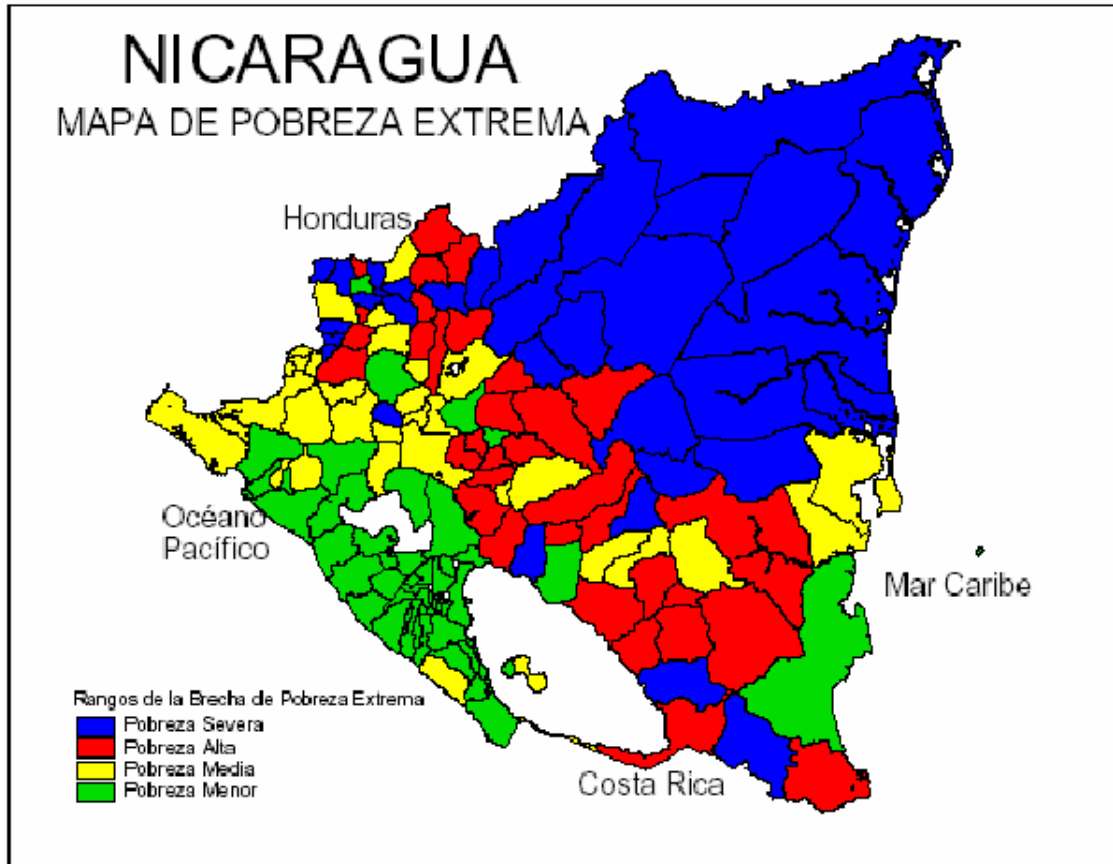 NICARAGUA
MAPA DE POBREZA EXTREMA
Honduras
Océano
Pacífico
Mar Caribe
Costa Rica
Rangos de la Brecha de Pobreza Extrema
Pobreza Severa
Pobreza Alta
Pobreza Media
Pobreza Menor